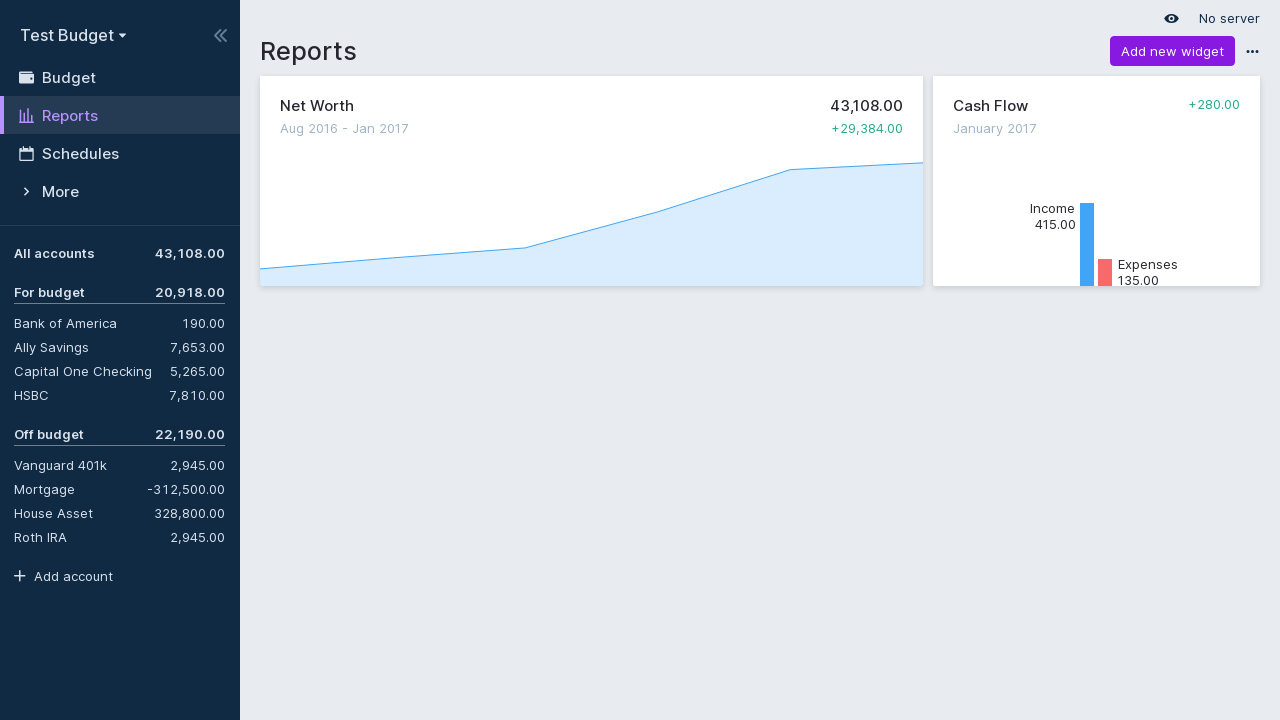 Test Budget
Budget
Reports
Schedules
More
All accounts 43,108.00
For budget 20,918.00
Bank of America 190.00
Ally Savings 7,653.00
Capital One Checking 5,265.00
HSBC 7,810.00
Off budget 22,190.00
Vanguard 401k 2,945.00
Mortgage -312,500.00
House Asset 328,800.00
Roth IRA 2,945.00
Add account
No server
Reports
Add new widget
Net Worth 43,108.00
Aug 2016 - Jan 2017 +29,384.00
Cash Flow +280.00
January 2017
Income
415.00
Expenses
135.00